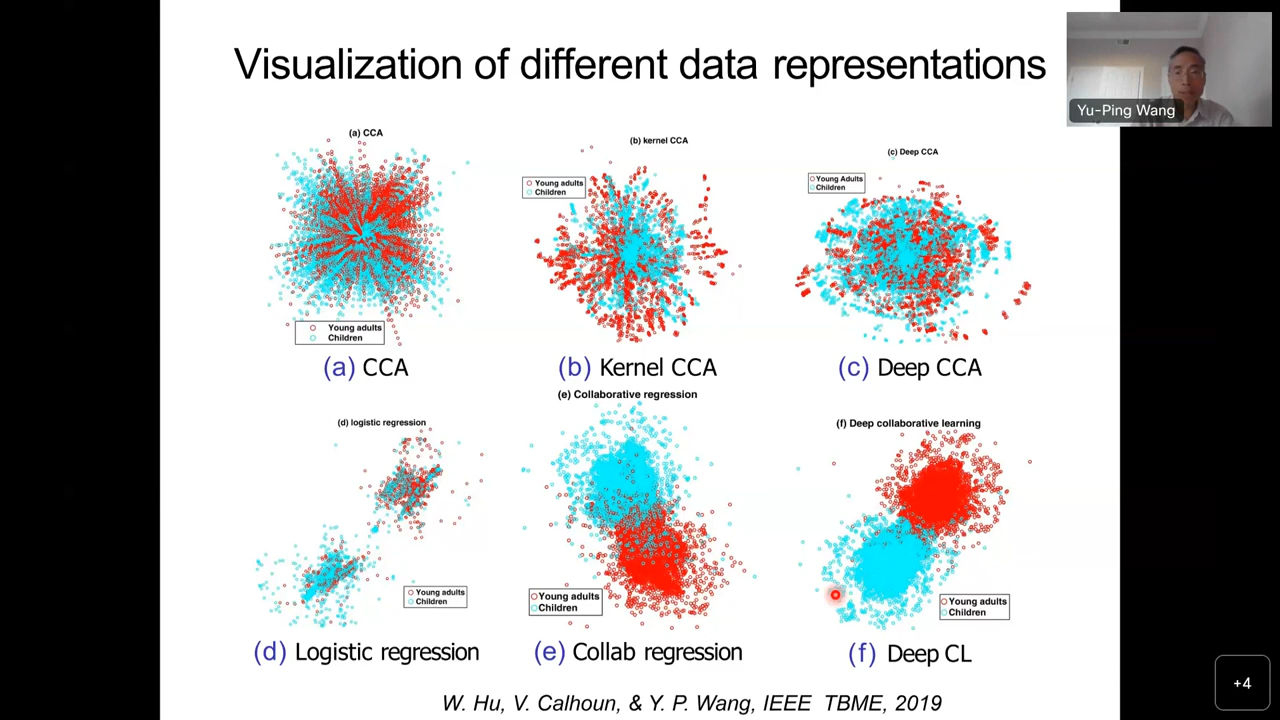 Visualization of different data representations
Yu-Ping Wang
(a) CCA
Young adults
Children
(a) CCA
(b) kernel CCA
Young adults
Children
(b) Kernel CCA
(c) Deep CCA
Young Adults
Children
(c) Deep CCA
(d) logistic regression
Young adults
Children
(d) Logistic regression
(e) Collaborative regression
Young adults
Children
(e) Collab regression
(f) Deep collaborative learning
Young adults
Children
(f) Deep CL
W. Hu, V. Calhoun, & Y. P. Wang, IEEE TBME, 2019
+4